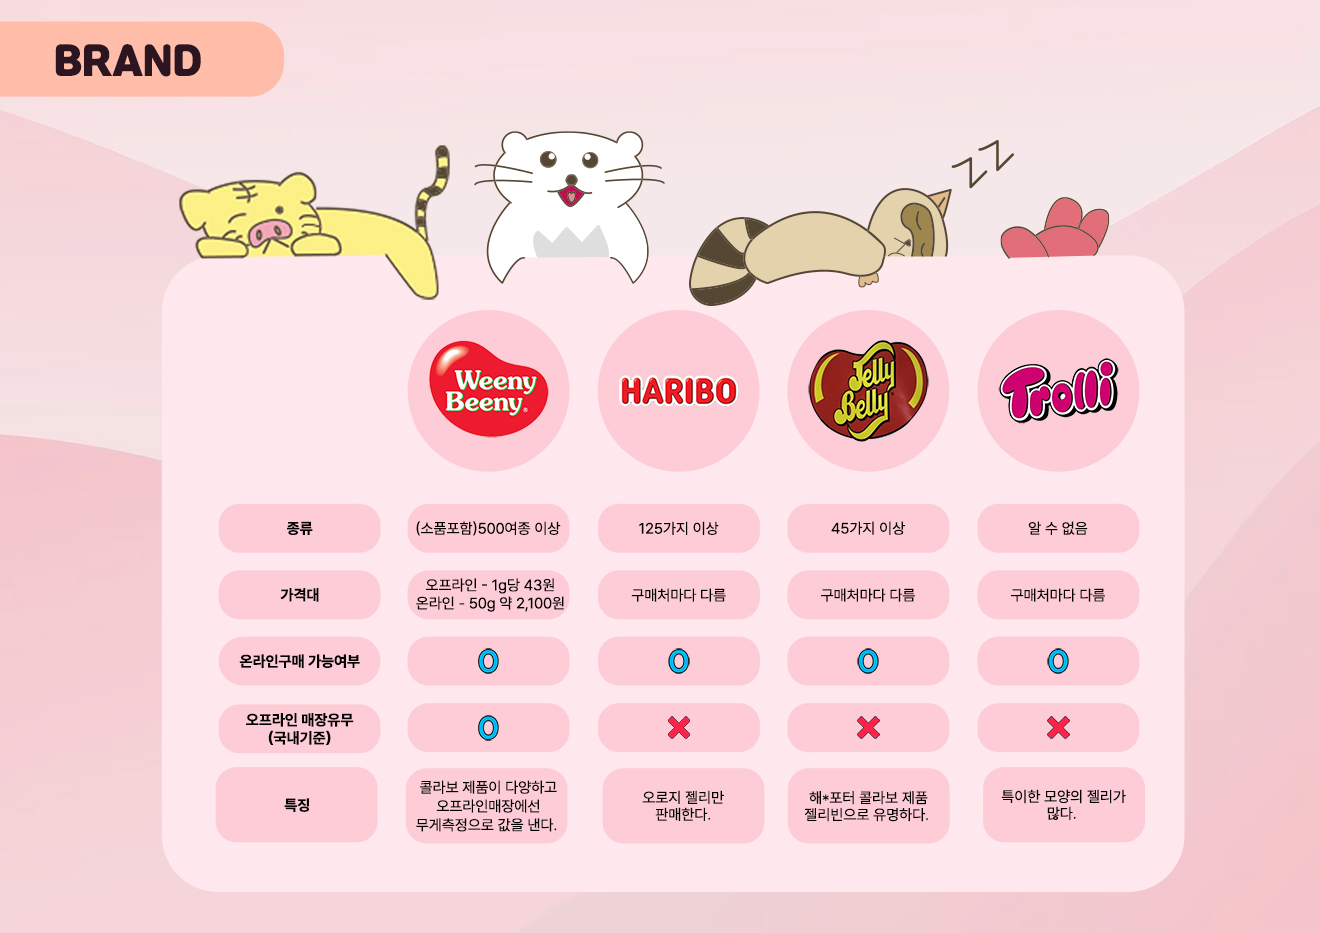 BRAND
ZZ
Weeny
Beeny®
HARIBO
Jelly
Belly
Trolli
종류
(소품포함)500여종 이상
125가지 이상
45가지 이상
알 수 없음
가격대
오프라인 - 1g당 43원
온라인 - 50g 약 2,100원
구매처마다 다름
구매처마다 다름
구매처마다 다름
온라인구매 가능여부
O
O
O
O
오프라인 매장유무
(국내기준)
O
X
X
X
특징
콜라보 제품이 다양하고
오프라인매장에선
무게측정으로 값을 낸다.
오로지 젤리만
판매한다.
해*포터 콜라보 제품
젤리빈으로 유명하다.
특이한 모양의 젤리가
많다.